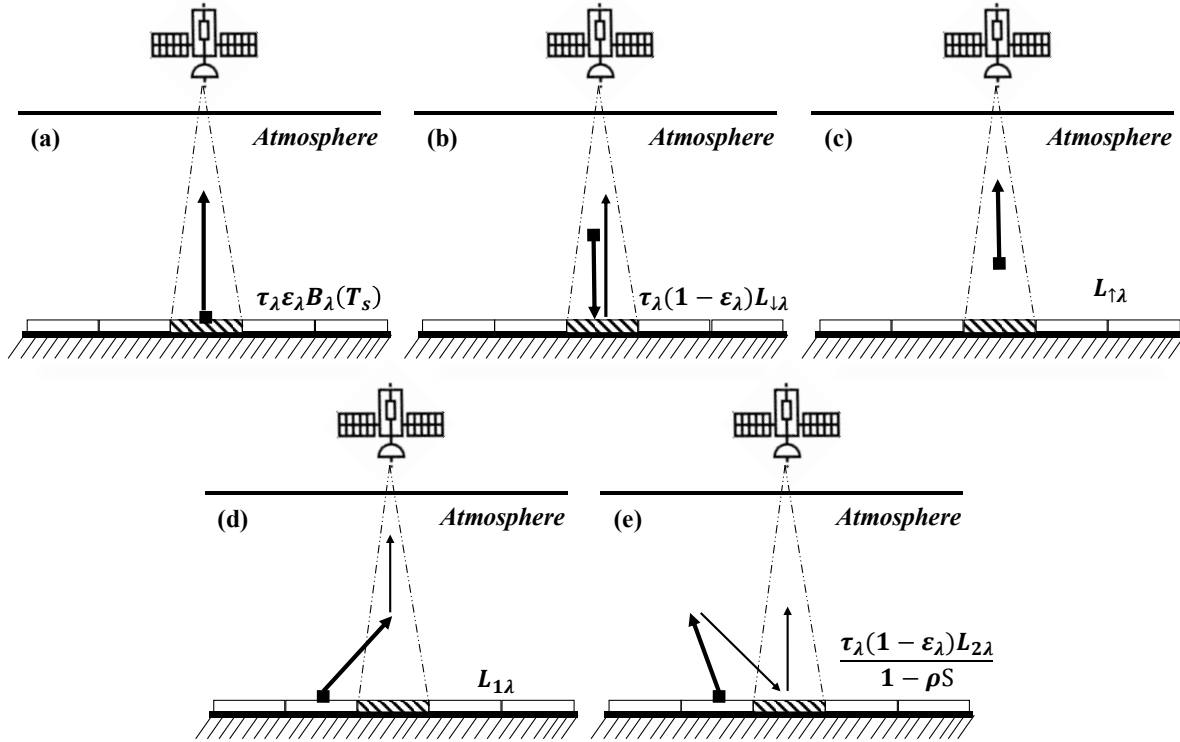 (a)
Atmosphere
τλελBλ(Ts)
(b)
Atmosphere
τλ(1 − ελ)L↓λ
(c)
Atmosphere
L↑λ
(d)
Atmosphere
L1λ
(e)
Atmosphere
τλ(1 − ελ)L2λ
1 − ρS